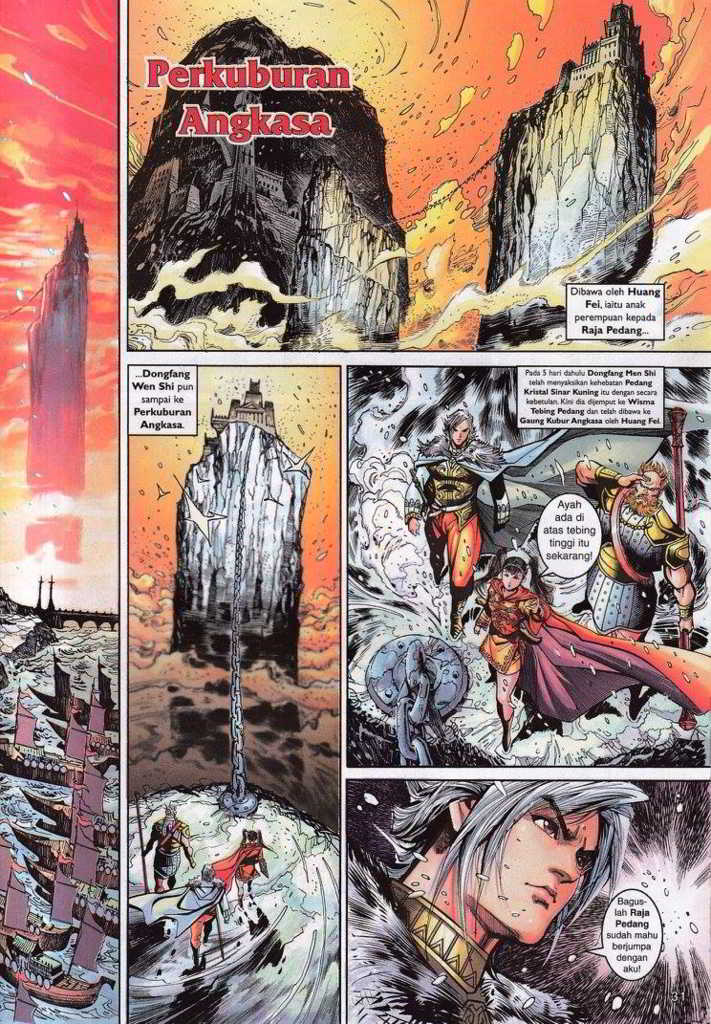 Perkuburan
Angkasa
Dibawa oleh Huang
Fei, iaitu anak
perempuan kepada
Raja Pedang...
...Dongfang
Wen Shi pun
sampai ke
Perkuburan
Angkasa.
Pada 5 hari dahulu Dongfang Men Shi
telah menyaksikan kehebatan Pedang
Kristal Sinar Kuning itu dengan secara
kebetulan. Kini dia dijemput ke Wisma
Tebing Pedang dan telah dibawa ke
Gaung Kubur Angkasa oleh Huang Fei.
Ayah
ada di
atas tebing
tinggi itu
sekarang!
Bagus-
lah Raja
Pedang
sudah mahu
berjumpa
dengan
aku!
31